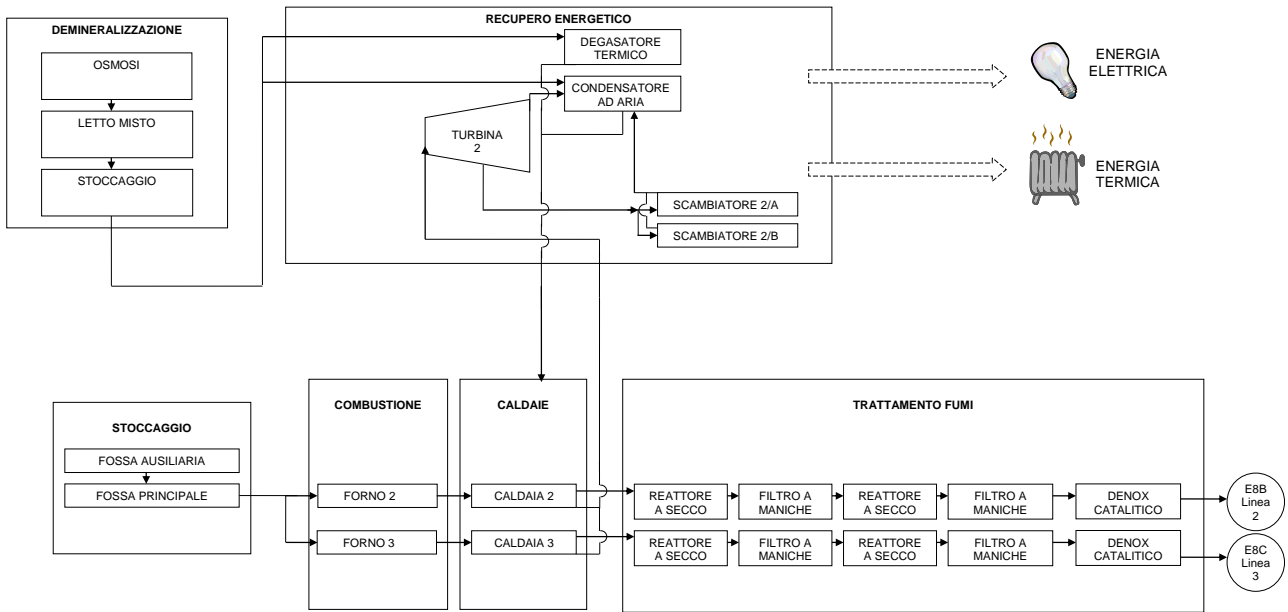 DEMINERALIZZAZIONE
OSMOSI
LETTO MISTO
STOCCAGGIO
RECUPERO ENERGETICO
DEGASATORE
TERMICO
CONDENSATORE
AD ARIA
TURBINA
2
SCAMBIATORE 2/A
SCAMBIATORE 2/B
ENERGIA
ELETTRICA
ENERGIA
TERMICA
STOCCAGGIO
FOSSA AUSILIARIA
FOSSA PRINCIPALE
COMBUSTIONE
FORNO 2
FORNO 3
CALDAIE
CALDAIA 2
CALDAIA 3
TRATTAMENTO FUMI
REATTORE
A SECCO
FILTRO A
MANICHE
REATTORE
A SECCO
FILTRO A
MANICHE
DENOX
CATALITICO
E8B
Linea
2
REATTORE
A SECCO
FILTRO A
MANICHE
REATTORE
A SECCO
FILTRO A
MANICHE
DENOX
CATALITICO
E8C
Linea
3